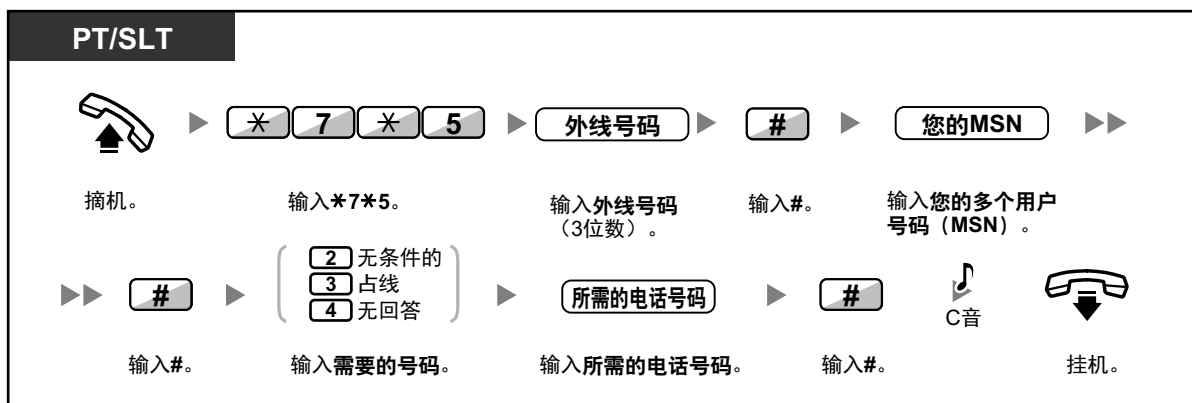 PT/SLT
✳ 7 ✳ 5 外线号码 # 您的MSN
摘机。 输入✳7✳5。 输入外线号码 输入#。 输入您的多个用户
（3位数）。 号码（MSN）。
# 2 无条件的 所需的电话号码 #
3 占线
4 无回答
C音
输入#。 输入需要的号码。 输入所需的电话号码。 输入#。 挂机。